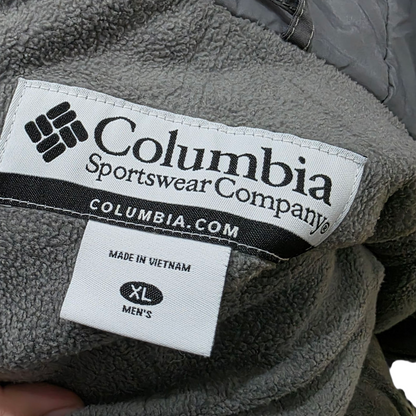 Columbia
Sportswear Company®
COLUMBIA.COM
MADE IN VIETNAM
XL
MEN'S